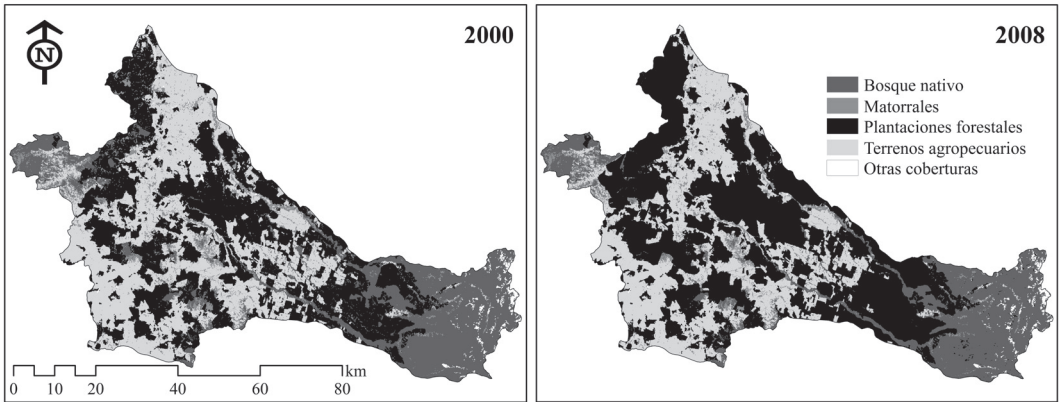 N
2000
km
0 10 20 40 60 80
2008
Bosque nativo
Matorrales
Plantaciones forestales
Terrenos agropecuarios
Otras coberturas